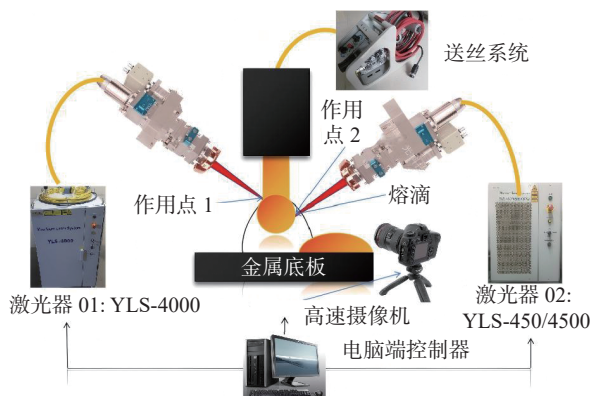 送丝系统
作用
点 2
作用点 1
熔滴
金属底板
激光器 01: YLS-4000
高速摄像机
激光器 02:
YLS-450/4500
电脑端控制器